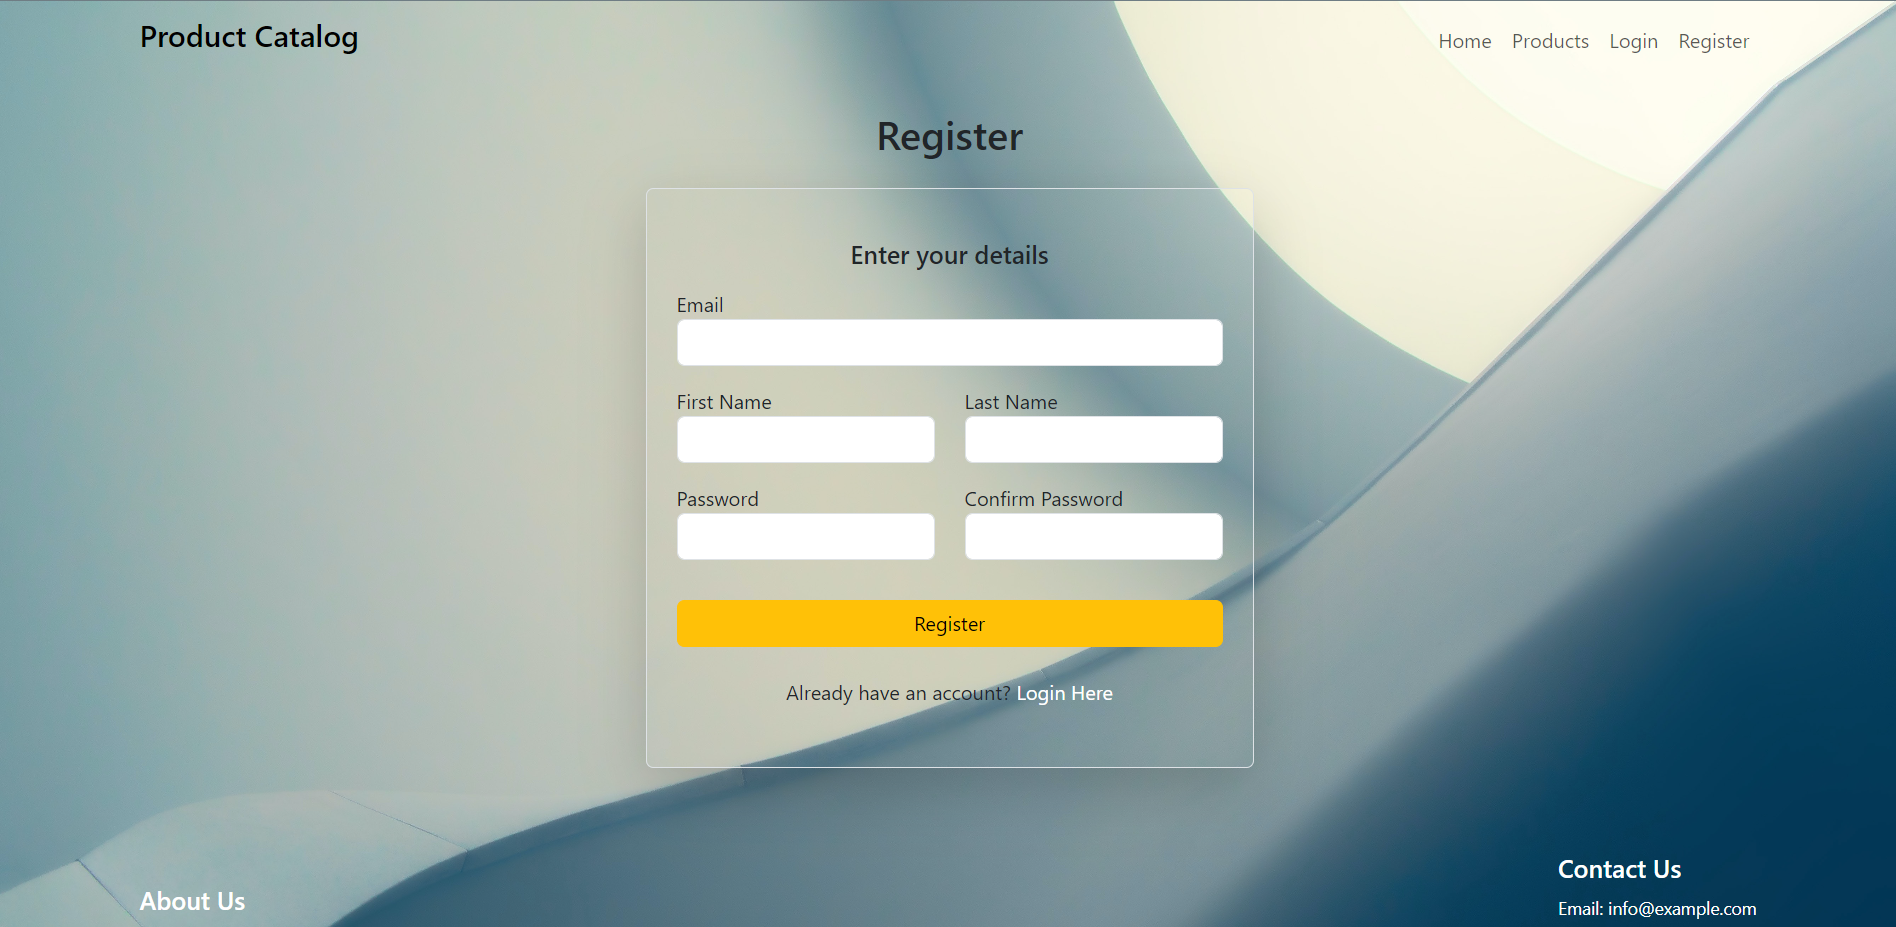 Product Catalog
Home Products Login Register
Register
Enter your details
Email
First Name Last Name
Password Confirm Password
Register
Already have an account? Login Here
Contact Us
About Us
Email: info@example.com